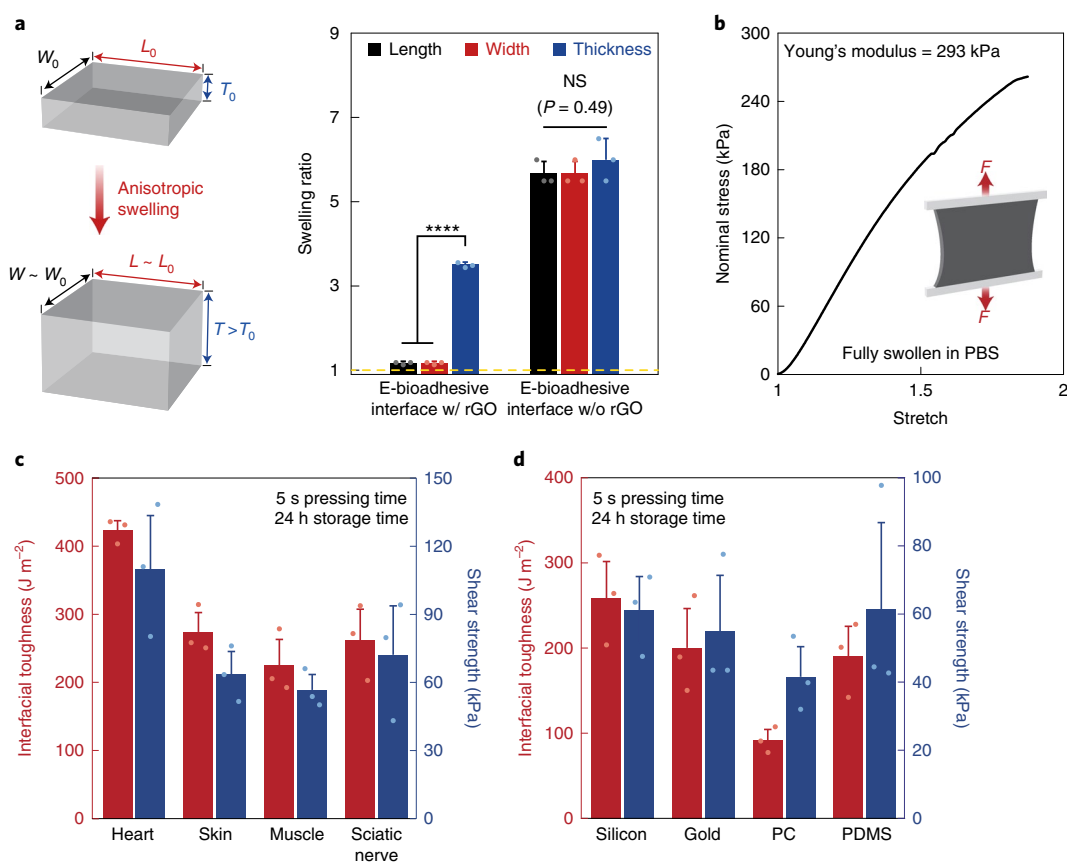 a
W0
L0
T0
Anisotropic
swelling
W ~ W0
L ~ L0
T > T0
9
7
5
3
1
Swelling ratio
Length
Width
Thickness
NS
(P = 0.49)
****
E-bioadhesive
interface w/ rGO
E-bioadhesive
interface w/o rGO
b
300
240
180
120
60
0
Nominal stress (kPa)
Young's modulus = 293 kPa
F
F
Fully swollen in PBS
1
1.5
2
Stretch
c
500
400
300
200
100
0
Interfacial toughness (J m−2)
5 s pressing time
24 h storage time
150
120
90
60
30
0
Shear strength (kPa)
Heart
Skin
Muscle
Sciatic
nerve
d
400
300
200
100
0
Interfacial toughness (J m−2)
5 s pressing time
24 h storage time
100
80
60
40
20
0
Shear strength (kPa)
Silicon
Gold
PC
PDMS